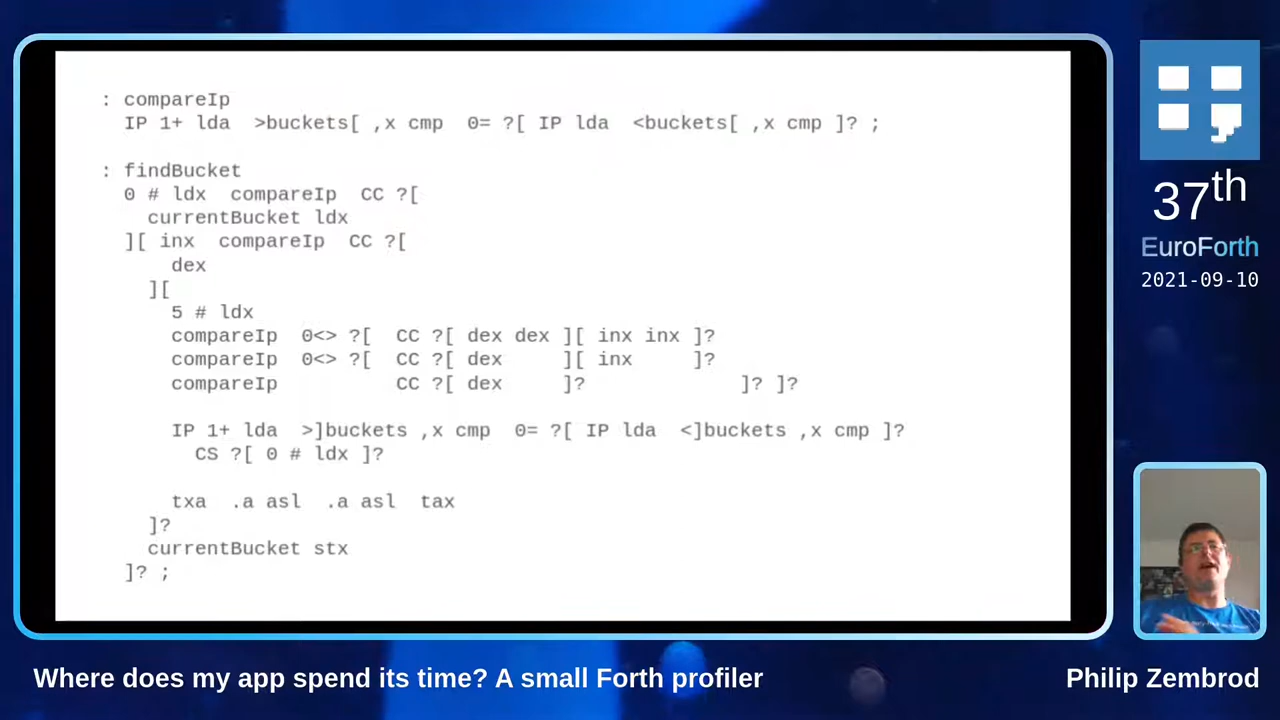 : compareIp
IP 1+ lda >buckets[ ,x cmp 0= ?[ IP lda <buckets[ ,x cmp ]? ;
: findBucket
0 # ldx compareIp CC ?[
currentBucket ldx
][ inx compareIp CC ?[
dex
][
5 # ldx
compareIp 0<> ?[ CC ?[ dex dex ][ inx inx ]?
compareIp 0<> ?[ CC ?[ dex ][ inx ]?
compareIp CC ?[ dex ]? ]? ]?
IP 1+ lda >]buckets ,x cmp 0= ?[ IP lda <]buckets ,x cmp ]?
CS ?[ 0 # ldx ]?
txa .a asl .a asl tax
]?
currentBucket stx
]? ;
37th
EuroForth
2021-09-10
Where does my app spend its time? A small Forth profiler
Philip Zembrod